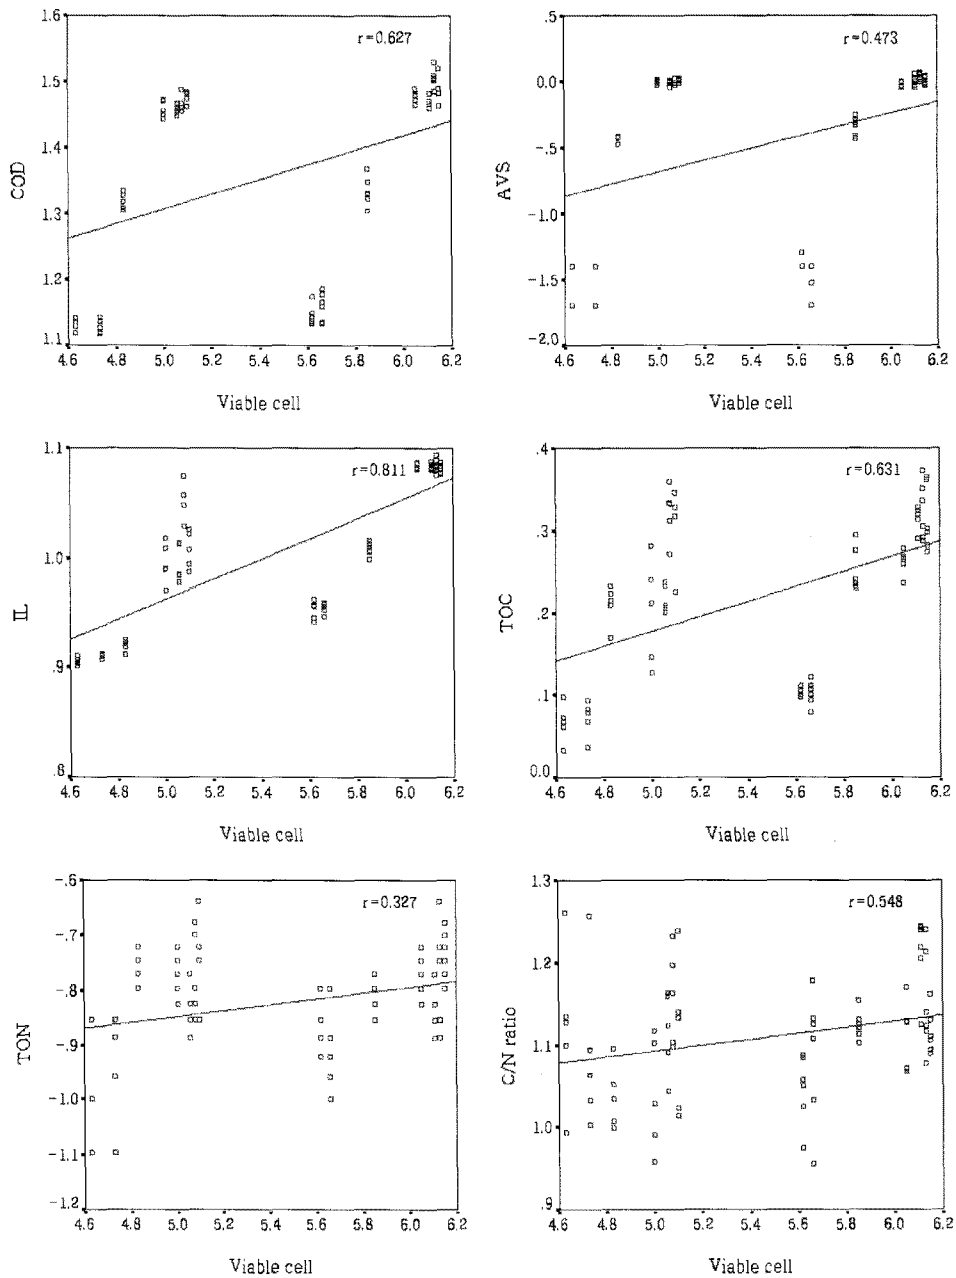 1.6
1.5
1.4
1.3
1.2
1.1
COD
r=0.627
4.6 4.8 5.0 5.2 5.4 5.6 5.8 6.0 6.2
Viable cell
.5
0.0
-.5
-1.0
-1.5
-2.0
AVS
r=0.473
4.6 4.8 5.0 5.2 5.4 5.6 5.8 6.0 6.2
Viable cell
1.1
1.0
.9
.8
IL
r=0.811
4.6 4.8 5.0 5.2 5.4 5.6 5.8 6.0 6.2
Viable cell
.4
.3
.2
.1
0.0
TOC
r=0.631
4.6 4.8 5.0 5.2 5.4 5.6 5.8 6.0 6.2
Viable cell
-.6
-.7
-.8
-.9
-1.0
-1.1
-1.2
TON
r=0.327
4.6 4.8 5.0 5.2 5.4 5.6 5.8 6.0 6.2
Viable cell
1.3
1.2
1.1
1.0
.9
C/N ratio
r=0.548
4.6 4.8 5.0 5.2 5.4 5.6 5.8 6.0 6.2
Viable cell